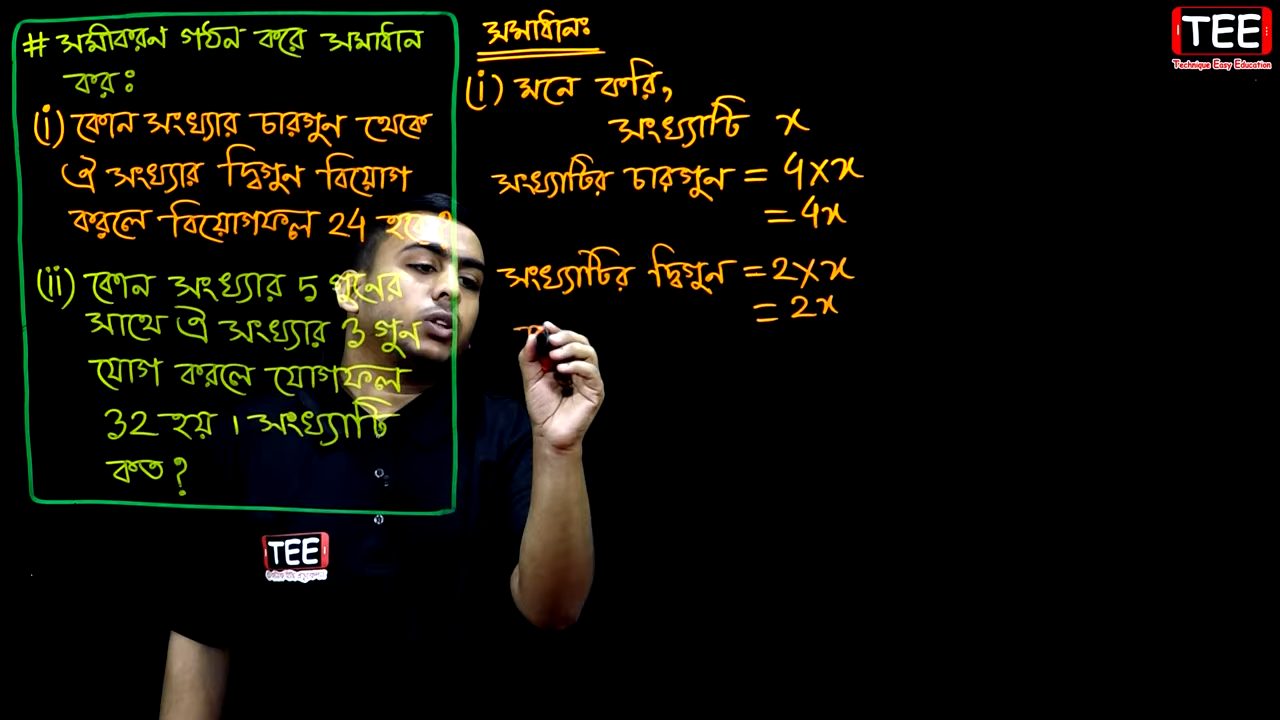 # সমীকরণ গঠন করে সমাধান
কর:
(i) কোন সংখ্যার চারগুন থেকে
ঐ সংখ্যার দ্বিগুন বিয়োগ
করলে বিয়োগফল 24 হবে?
(ii) কোন সংখ্যার 5 গুনের
সাথে ঐ সংখ্যার 3 গুন
যোগ করলে যোগফল
32 হয়। সংখ্যাটি
কত?
সমাধানঃ
(i) মনে করি,
সংখ্যাটি x
সংখ্যাটির চারগুন = 4×x
= 4x
সংখ্যাটির দ্বিগুন = 2×x
= 2x
TEE
Technique Easy Education
TEE